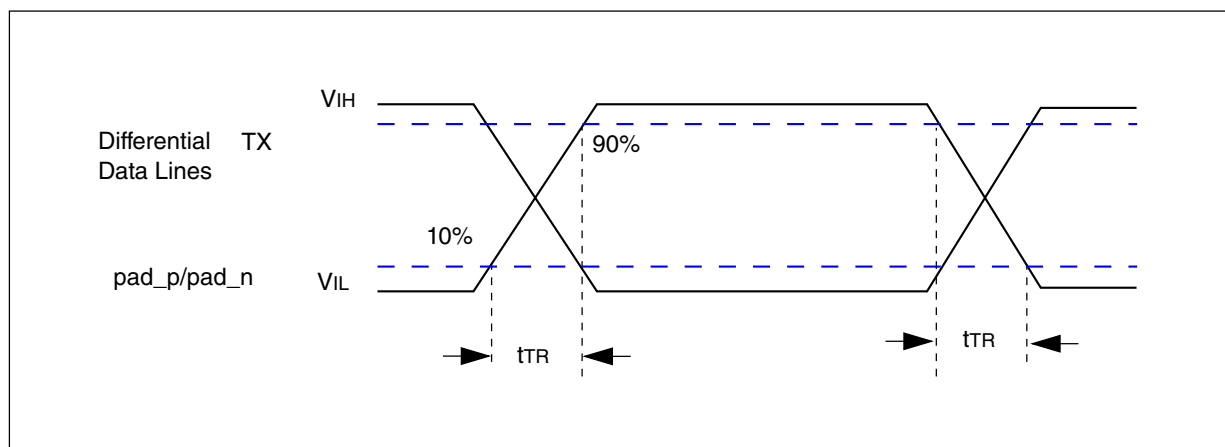 VIH
Differential TX
Data Lines
90%
10%
pad_p/pad_n
VIL
tTR
tTR